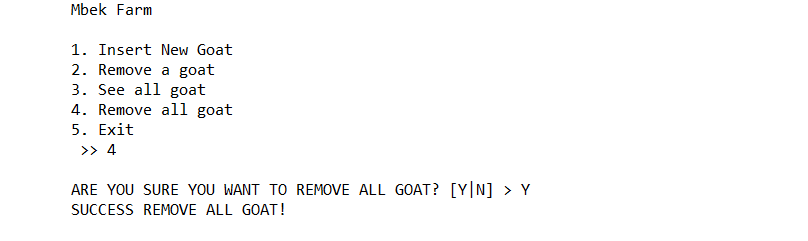 Mbek Farm
1. Insert New Goat
2. Remove a goat
3. See all goat
4. Remove all goat
5. Exit
>> 4
ARE YOU SURE YOU WANT TO REMOVE ALL GOAT? [Y|N] > Y
SUCCESS REMOVE ALL GOAT!